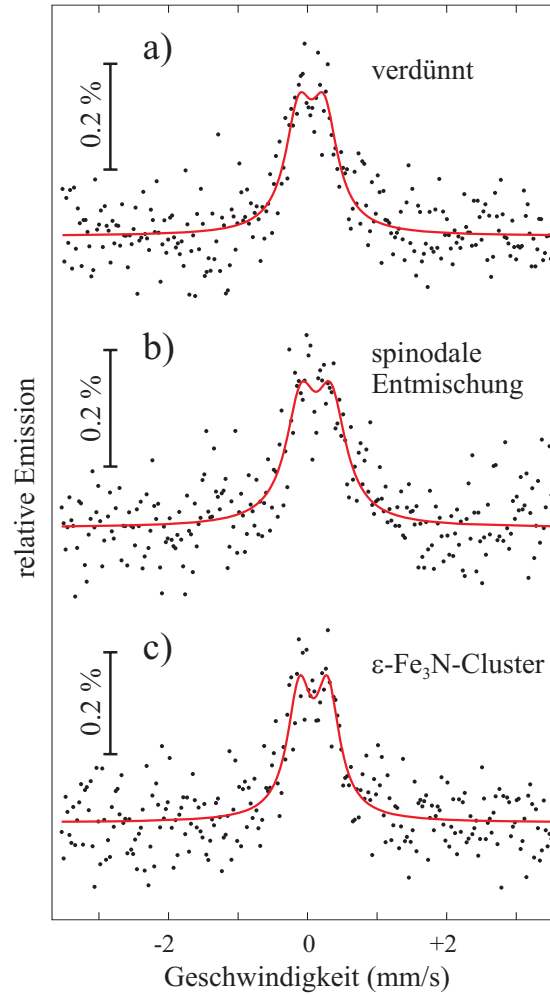 a)
verdünnt
0.2 %
b)
spinodale
Entmischung
0.2 %
relative Emission
c)
ε-Fe₃N-Cluster
0.2 %
-2 0 +2
Geschwindigkeit (mm/s)